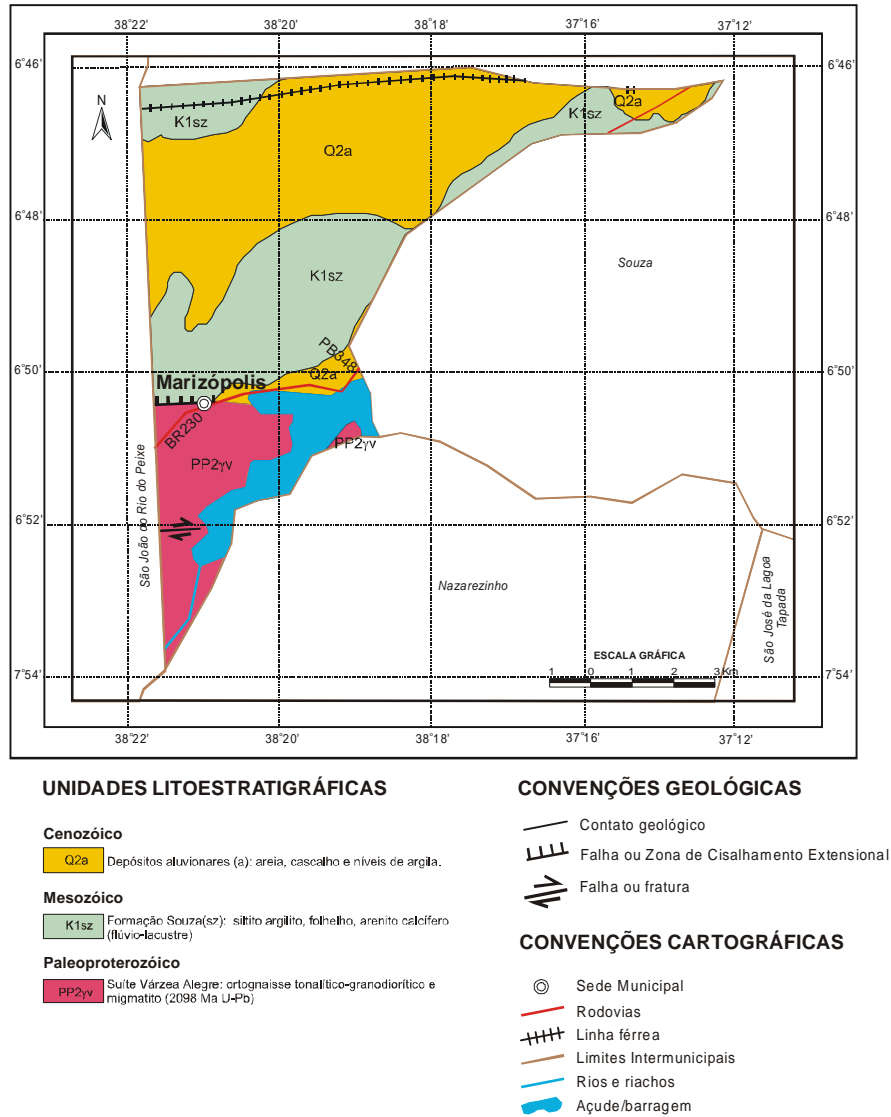 38°22' 38°20' 38°18' 37°16' 37°12'
6°46' 6°46'
N
K1sz
Q2a
K1sz
Q2a
6°48' 6°48'
Souza
K1sz
PB348
6°50' 6°50'
Q2a
Marizópolis
BR230
PP2γv
PP2γv
São João do Rio do Peixe
6°52' 6°52'
Nazarezinho
São José da Lagoa
Tapada
ESCALA GRÁFICA
1 0 1 2 3 Km
7°54' 7°54'
38°22' 38°20' 38°18' 37°16' 37°12'
UNIDADES LITOESTRATIGRÁFICAS
Cenozóico
Q2a Depósitos aluvionares (a): areia, cascalho e níveis de argila.
Mesozóico
K1sz Formação Souza(sz): siltito argilito, folhelho, arenito calcífero
(flúvio-lacustre)
Paleoproterozóico
PP2γv Suíte Várzea Alegre: ortognaisse tonalítico-granodiorítico e
migmatito (2098 Ma U-Pb)
CONVENÇÕES GEOLÓGICAS
Contato geológico
Falha ou Zona de Cisalhamento Extensional
Falha ou fratura
CONVENÇÕES CARTOGRÁFICAS
Sede Municipal
Rodovias
Linha férrea
Limites Intermunicipais
Rios e riachos
Açude/barragem